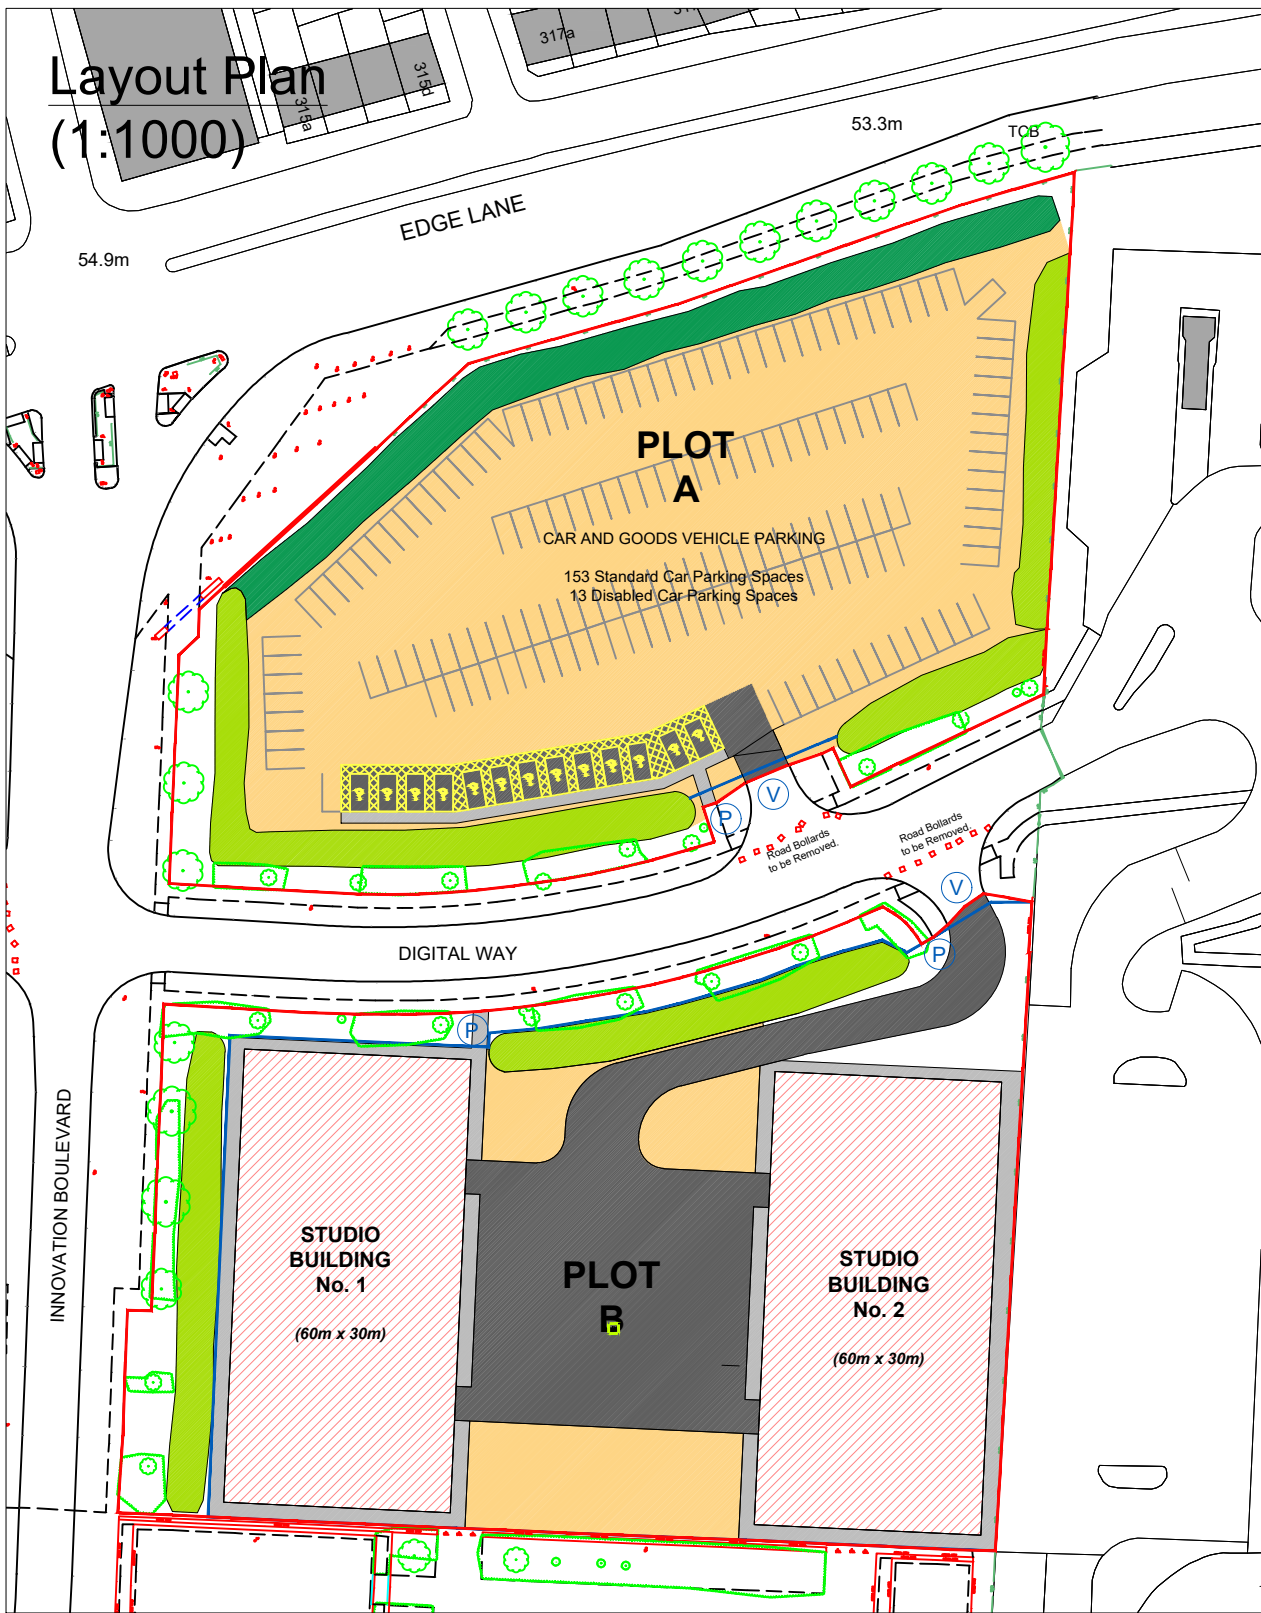 317a
Layout Plan
315d
315a
(1:1000)
53.3m
TCB
EDGE LANE
54.9m
PLOT
A
CAR AND GOODS VEHICLE PARKING
153 Standard Car Parking Spaces
13 Disabled Car Parking Spaces
V
P
Road Bollards
to be Removed.
Road Bollards
to be Removed.
V
P
DIGITAL WAY
P
INNOVATION BOULEVARD
STUDIO
BUILDING
No. 1
(60m x 30m)
PLOT
B
STUDIO
BUILDING
No. 2
(60m x 30m)